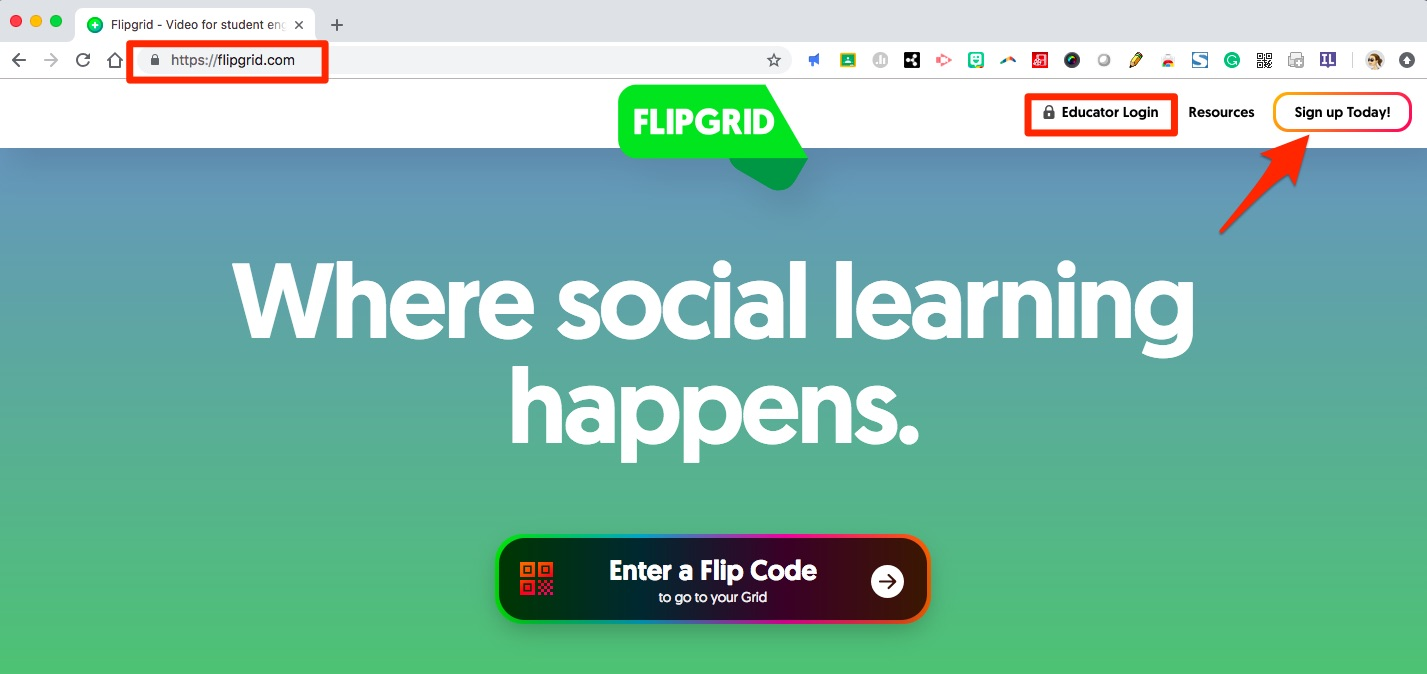 Flipgrid - Video for student eng
https://flipgrid.com
IL
FLIPGRID
Educator Login
Resources
Sign up Today!
Where social learning
happens.
Enter a Flip Code
to go to your Grid